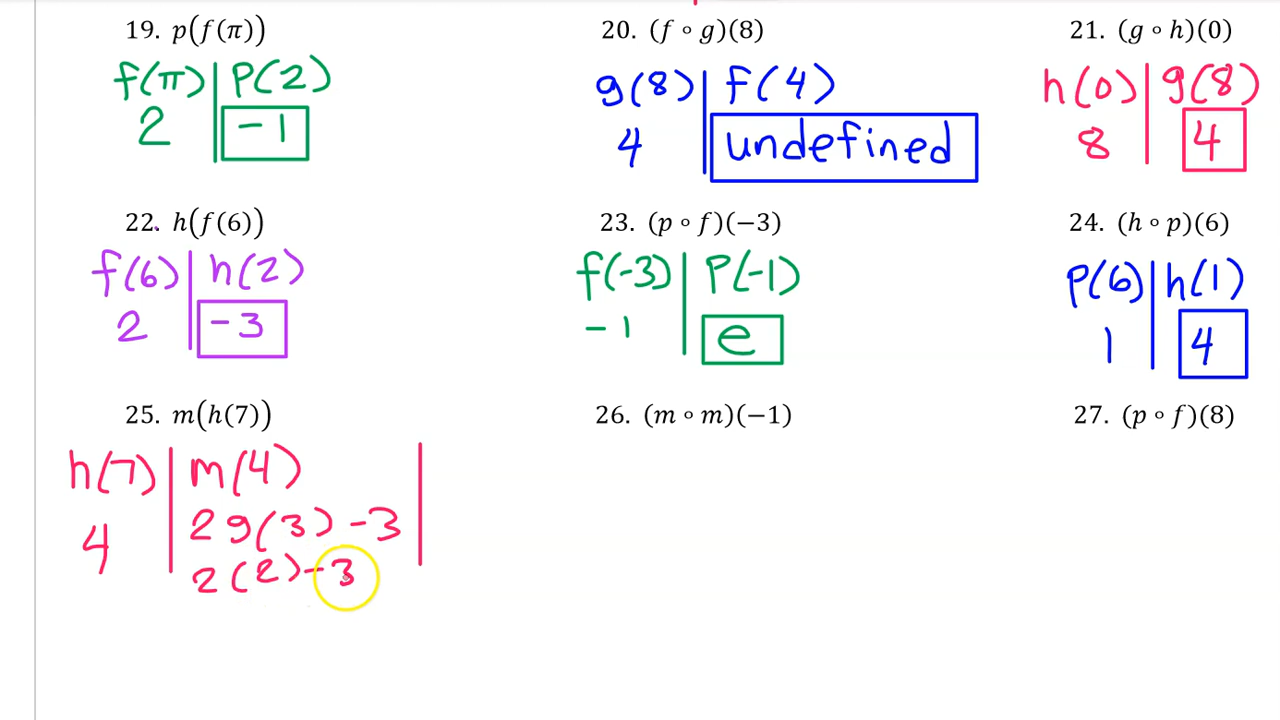 19. p(f(π))
f(π) | P(2)
2 | -1
20. (f ∘ g)(8)
g(8) | f(4)
4 | undefined
21. (g ∘ h)(0)
h(0) | g(8)
8 | 4
22. h(f(6))
f(6) | h(2)
2 | -3
23. (p ∘ f)(−3)
f(-3) | P(-1)
-1 | e
24. (h ∘ p)(6)
p(6) | h(1)
1 | 4
25. m(h(7))
h(7) | m(4)
4 | 2g(3)-3
2(2)-3
26. (m ∘ m)(−1)
27. (p ∘ f)(8)